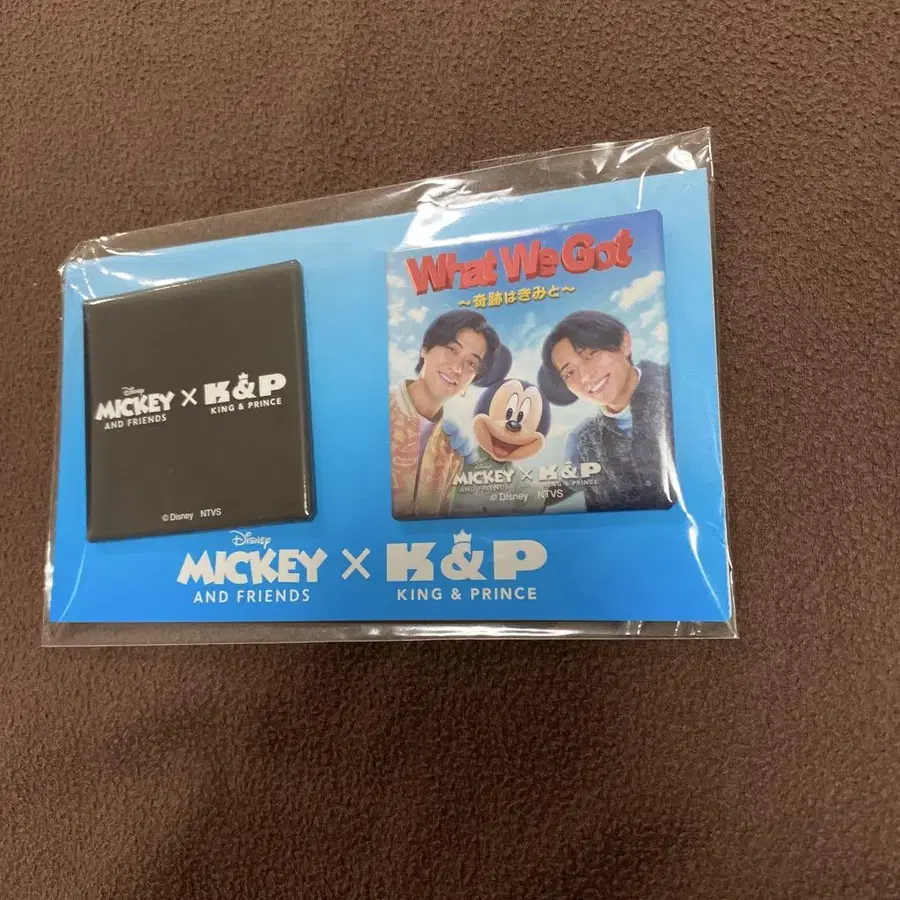 Disney
MICKEY
AND FRIENDS
×
K&P
KING & PRINCE
© Disney NTVS
What We Got
～奇跡はきみと～
Disney
MICKEY
AND FRIENDS
×
K&P
KING & PRINCE
© Disney NTVS
Disney
MICKEY
AND FRIENDS
×
K&P
KING & PRINCE